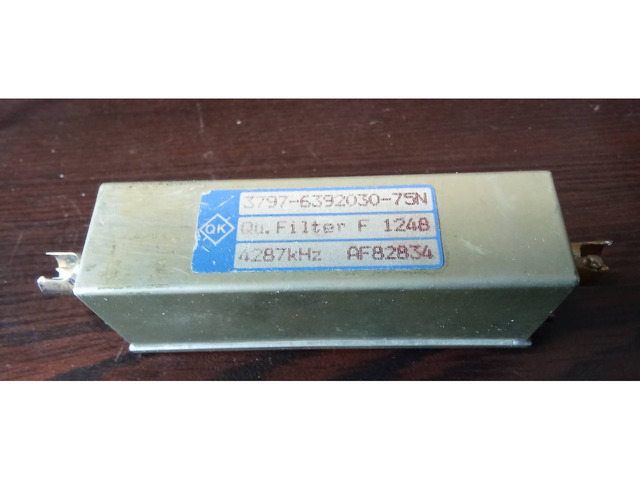 QK
3797-6392030-75N
Qu.Filter F 1248
4287kHz AF82834